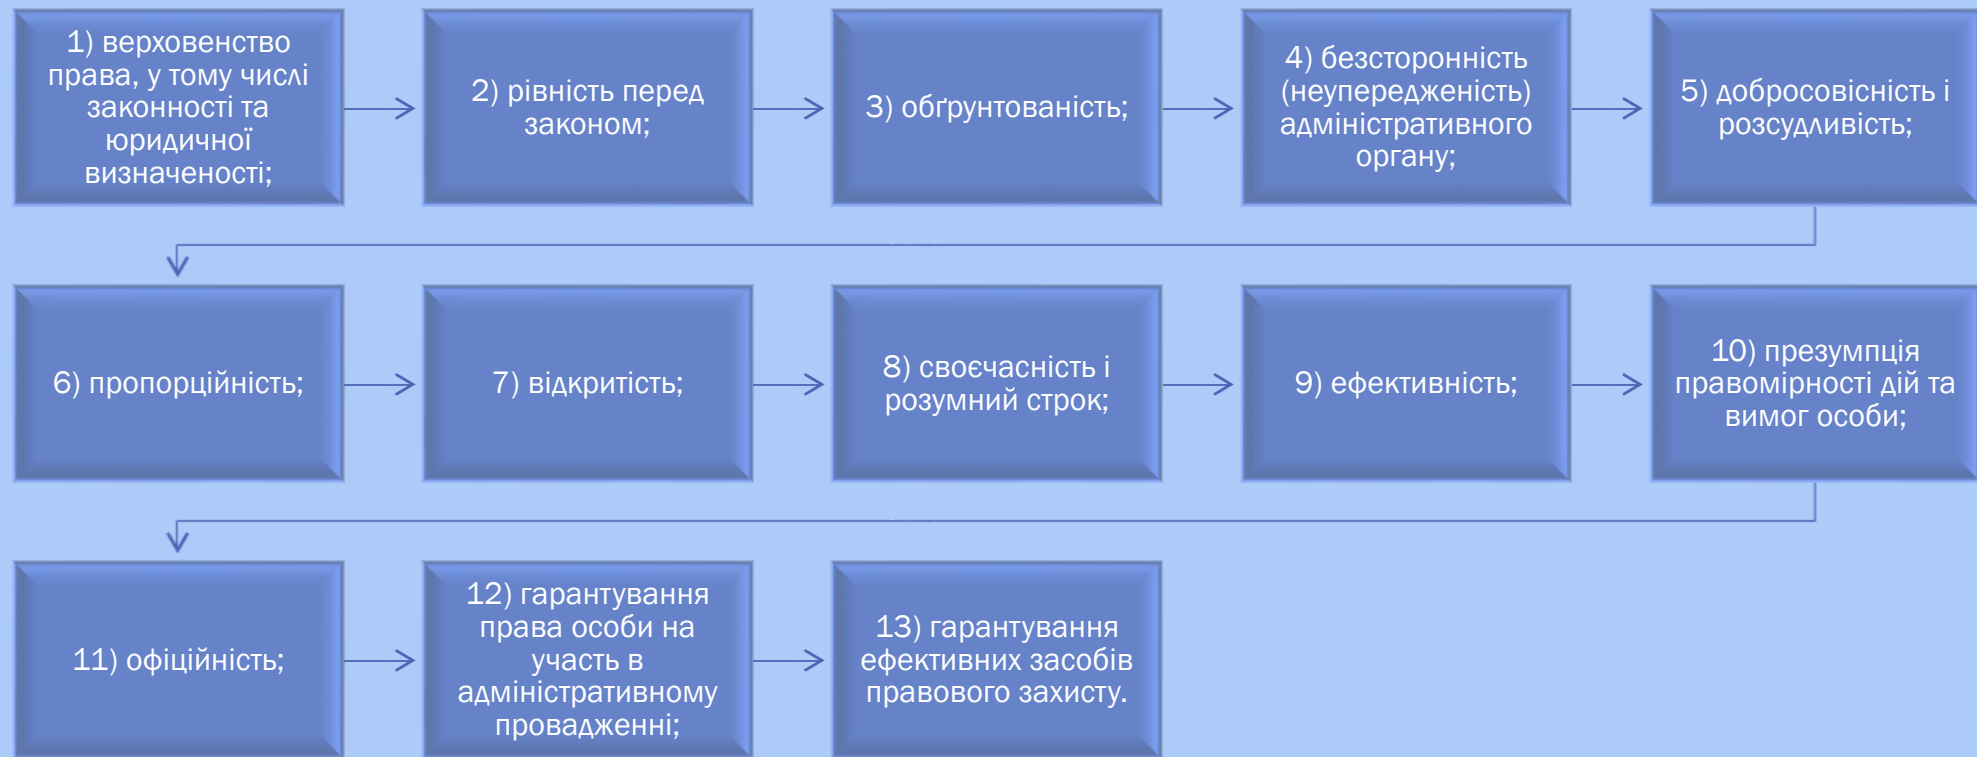 1) верховенство
права, у тому числі
законності та
юридичної
визначеності;
2) рівність перед
законом;
3) обґрунтованість;
4) безсторонність
(неупередженість)
адміністративного
органу;
5) добросовісність і
розсудливість;
6) пропорційність;
7) відкритість;
8) своєчасність і
розумний строк;
9) ефективність;
10) презумпція
правомірності дій та
вимог особи;
11) офіційність;
12) гарантування
права особи на
участь в
адміністративному
провадженні;
13) гарантування
ефективних засобів
правового захисту.